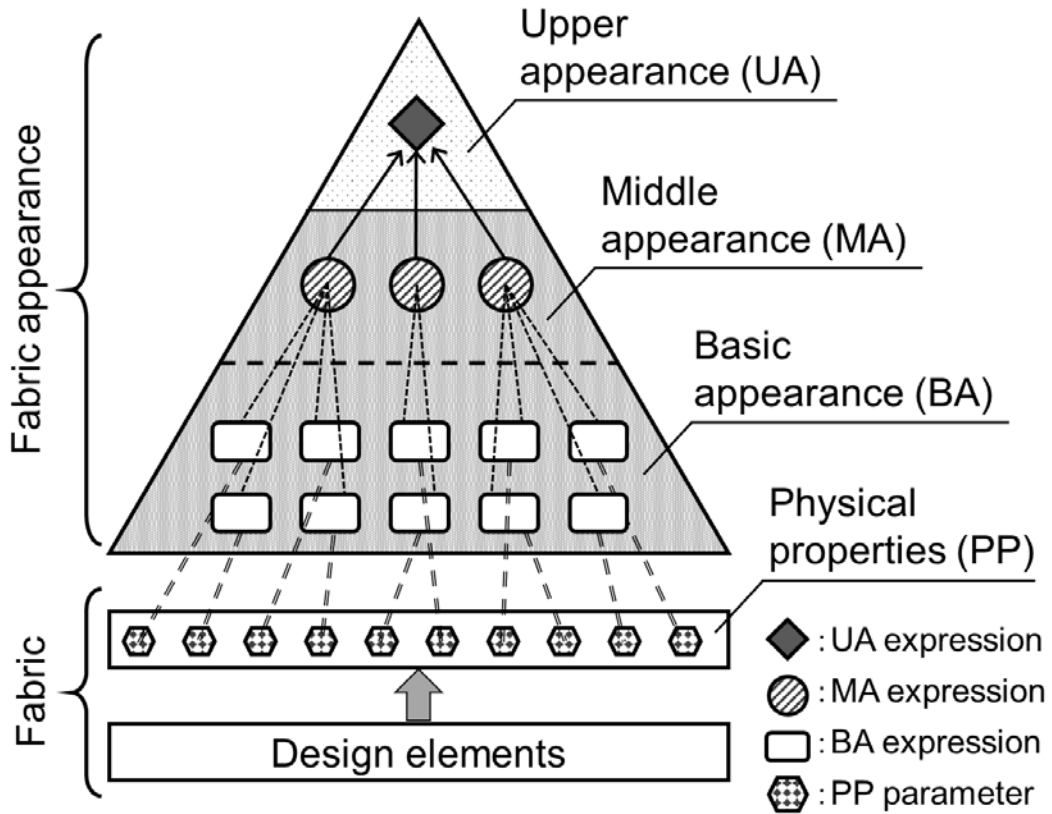 Upper
appearance (UA)
Middle
appearance (MA)
Basic
appearance (BA)
Physical
properties (PP)
Fabric appearance
Fabric
Design elements
: UA expression
: MA expression
: BA expression
: PP parameter